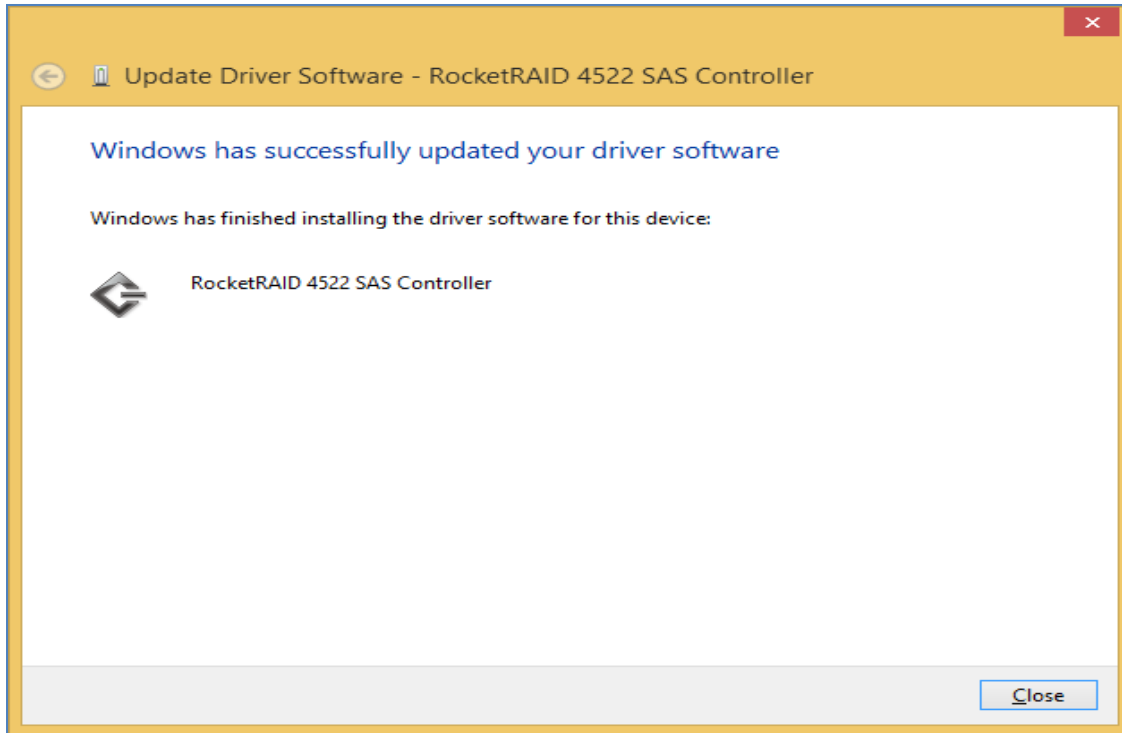 Update Driver Software - RocketRAID 4522 SAS Controller
Windows has successfully updated your driver software
Windows has finished installing the driver software for this device:
RocketRAID 4522 SAS Controller
Close